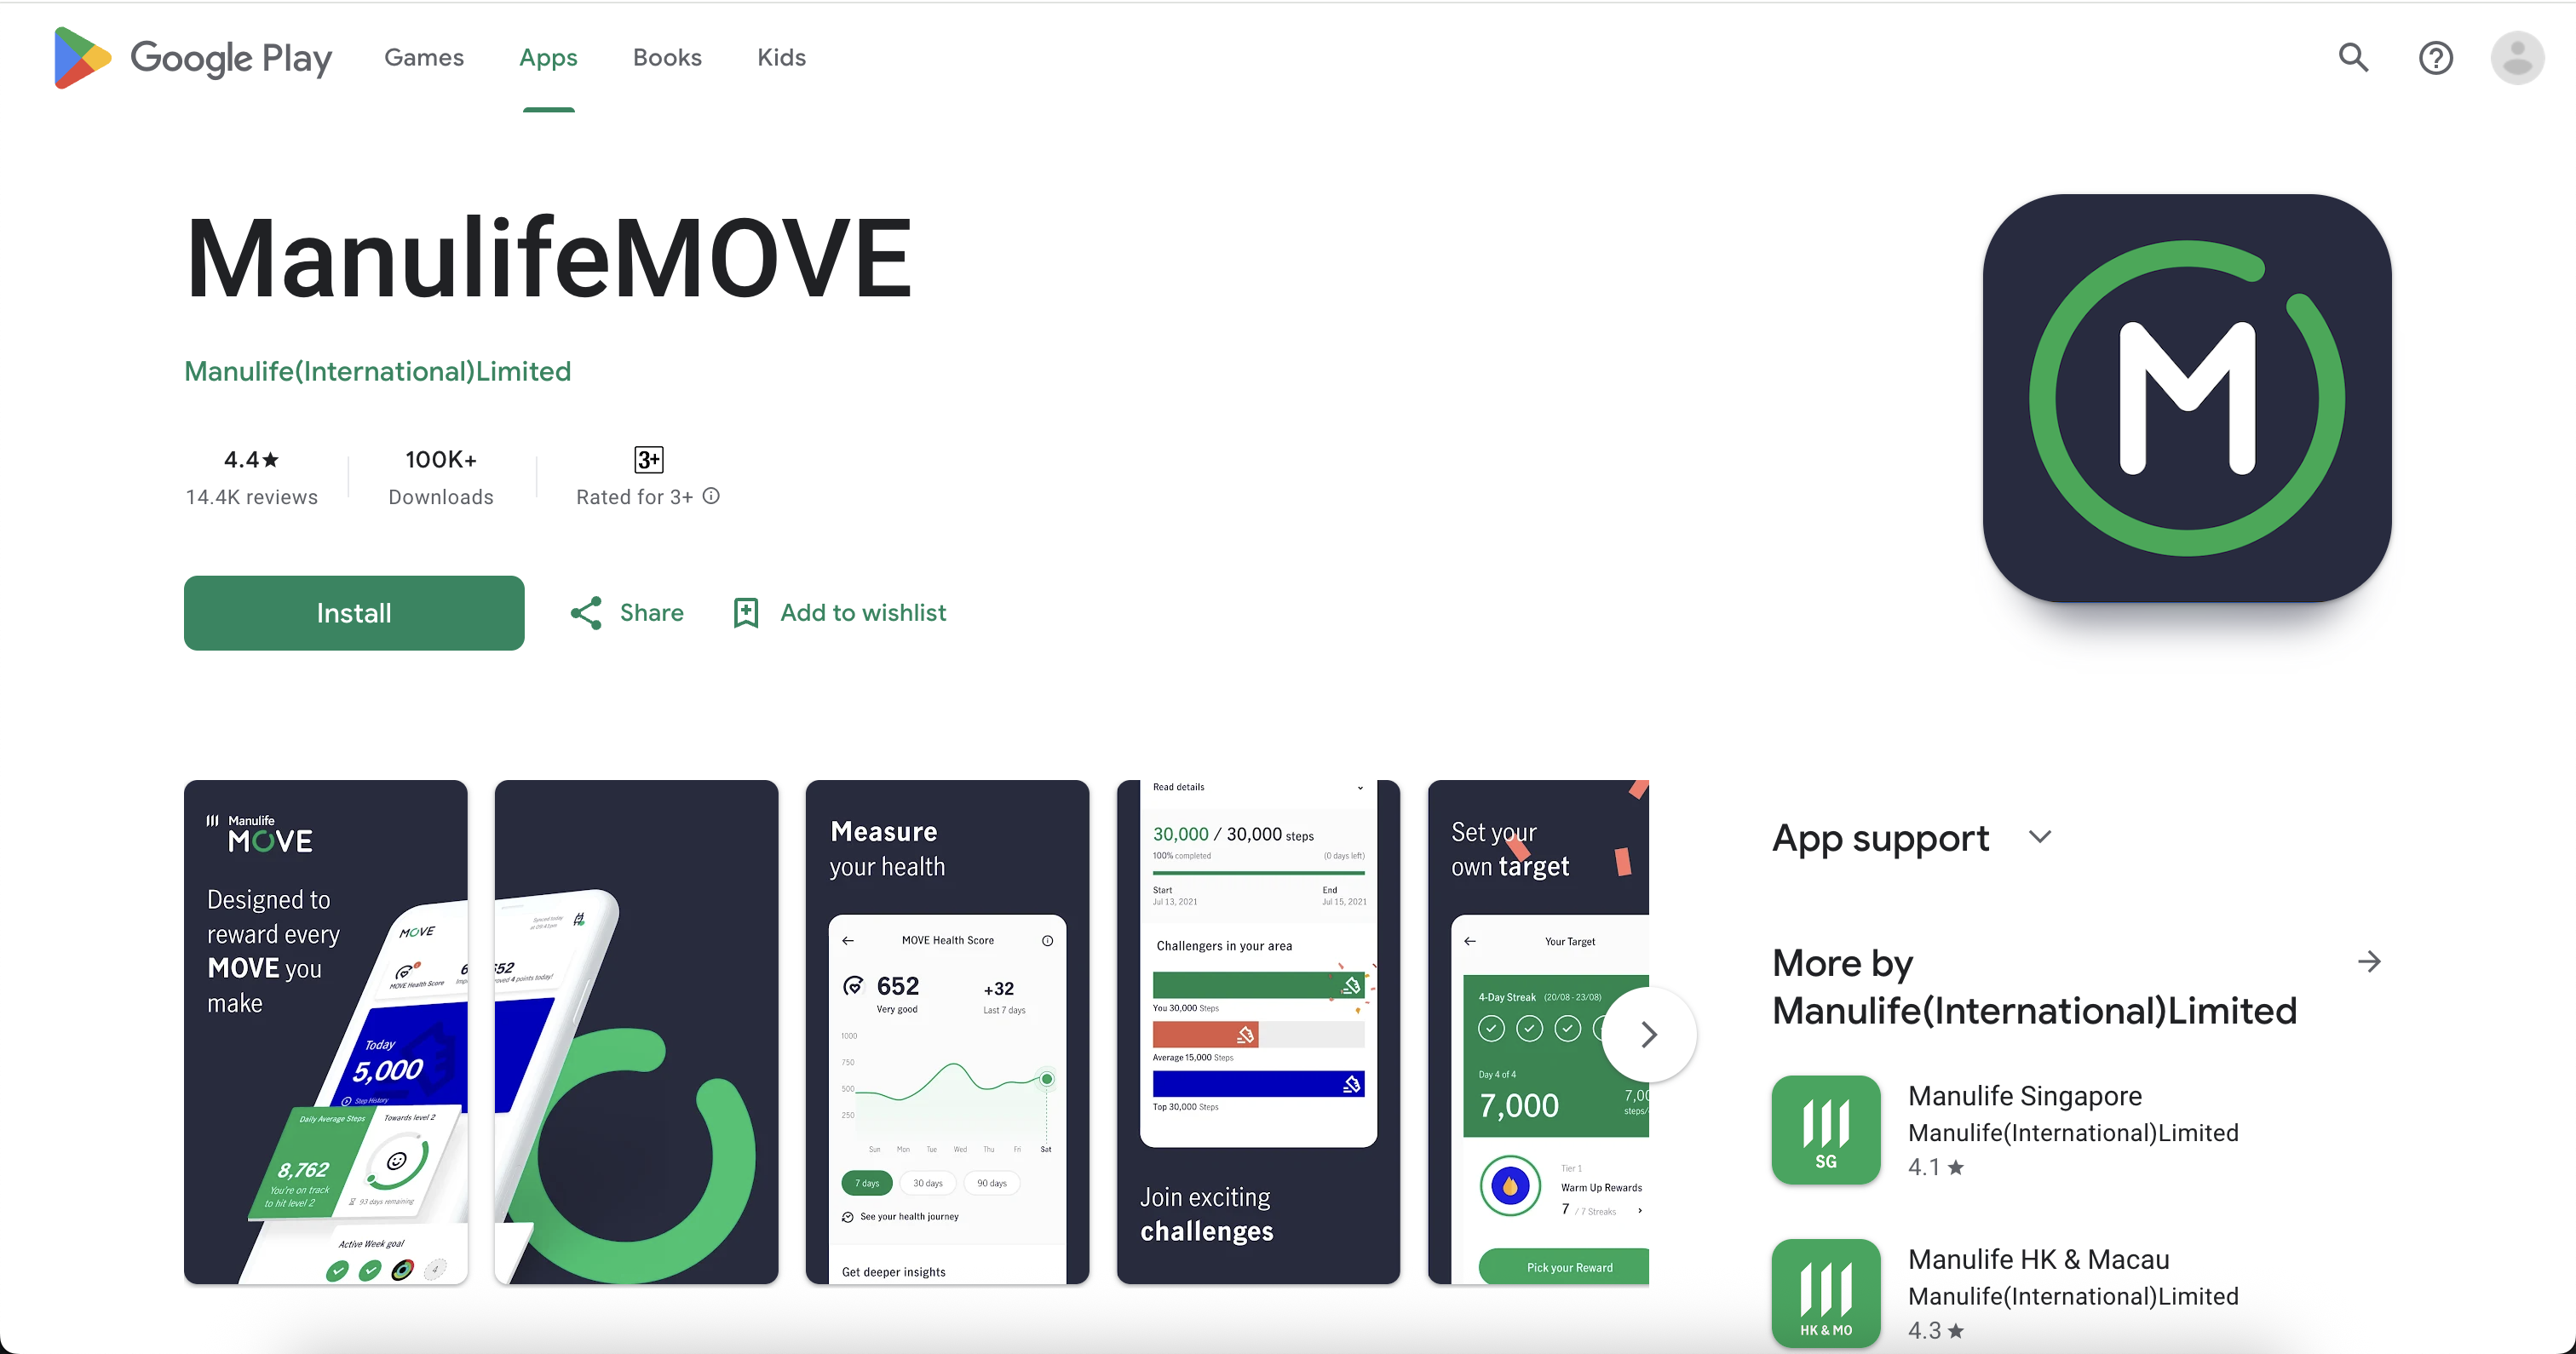 Google Play
Games
Apps
Books
Kids
ManulifeMOVE
Manulife(International)Limited
4.4★
14.4K reviews
100K+
Downloads
3+
Rated for 3+
Install
Share
Add to wishlist
Manulife
MOVE
Designed to
reward every
MOVE you
make
MOVE
MOVE Health Score
Today
5,000
Step History
Daily Average Steps
8,762
You're on track
to hit level 2
Towards level 2
93 days remaining
Active Week goal
4
Synced today
652
Measure
your health
MOVE Health Score
652
Very good
+32
Last 7 days
1000
750
500
250
Sun Mon Tue Wed Thu Fri Sat
7 days
30 days
90 days
See your health journey
Get deeper insights
Read details
30,000 / 30,000 steps
100% completed
(0 days left)
Start
End
Jul 13, 2021
Jul 15, 2021
Challengers in your area
You 30,000 Steps
Average 15,000 Steps
Top 30,000 Steps
Join exciting
challenges
Set your
own target
Your Target
4-Day Streak (20/08 - 23/08)
Day 4 of 4
7,000
7,00
steps/
Tier 1
Warm Up Rewards
7 / 7 Streaks
Pick your Reward
App support
More by
Manulife(International)Limited
SG
Manulife Singapore
Manulife(International)Limited
4.1 ★
HK & MO
Manulife HK & Macau
Manulife(International)Limited
4.3 ★